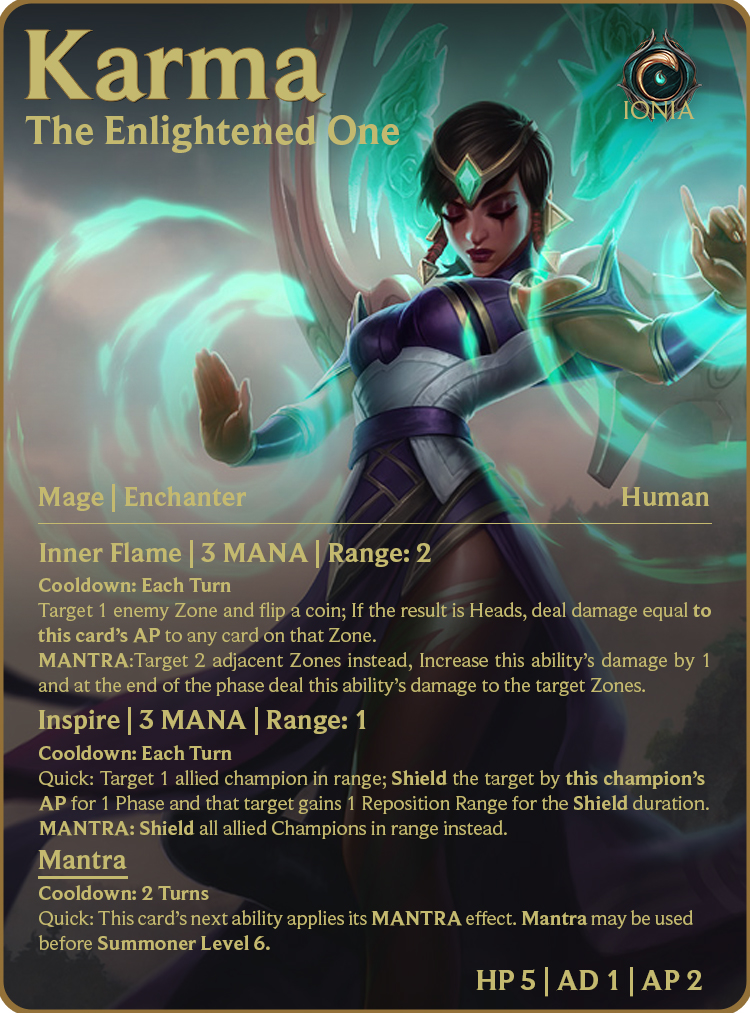 Karma
IONIA
The Enlightened One
Mage | Enchanter
Human
Inner Flame | 3 MANA | Range: 2
Cooldown: Each Turn
Target 1 enemy Zone and flip a coin; If the result is Heads, deal damage equal to
this card's AP to any card on that Zone.
MANTRA:Target 2 adjacent Zones instead, Increase this ability's damage by 1
and at the end of the phase deal this ability's damage to the target Zones.
Inspire | 3 MANA | Range: 1
Cooldown: Each Turn
Quick: Target 1 allied champion in range; Shield the target by this champion's
AP for 1 Phase and that target gains 1 Reposition Range for the Shield duration.
MANTRA: Shield all allied Champions in range instead.
Mantra
Cooldown: 2 Turns
Quick: This card's next ability applies its MANTRA effect. Mantra may be used
before Summoner Level 6.
HP 5 | AD 1 | AP 2